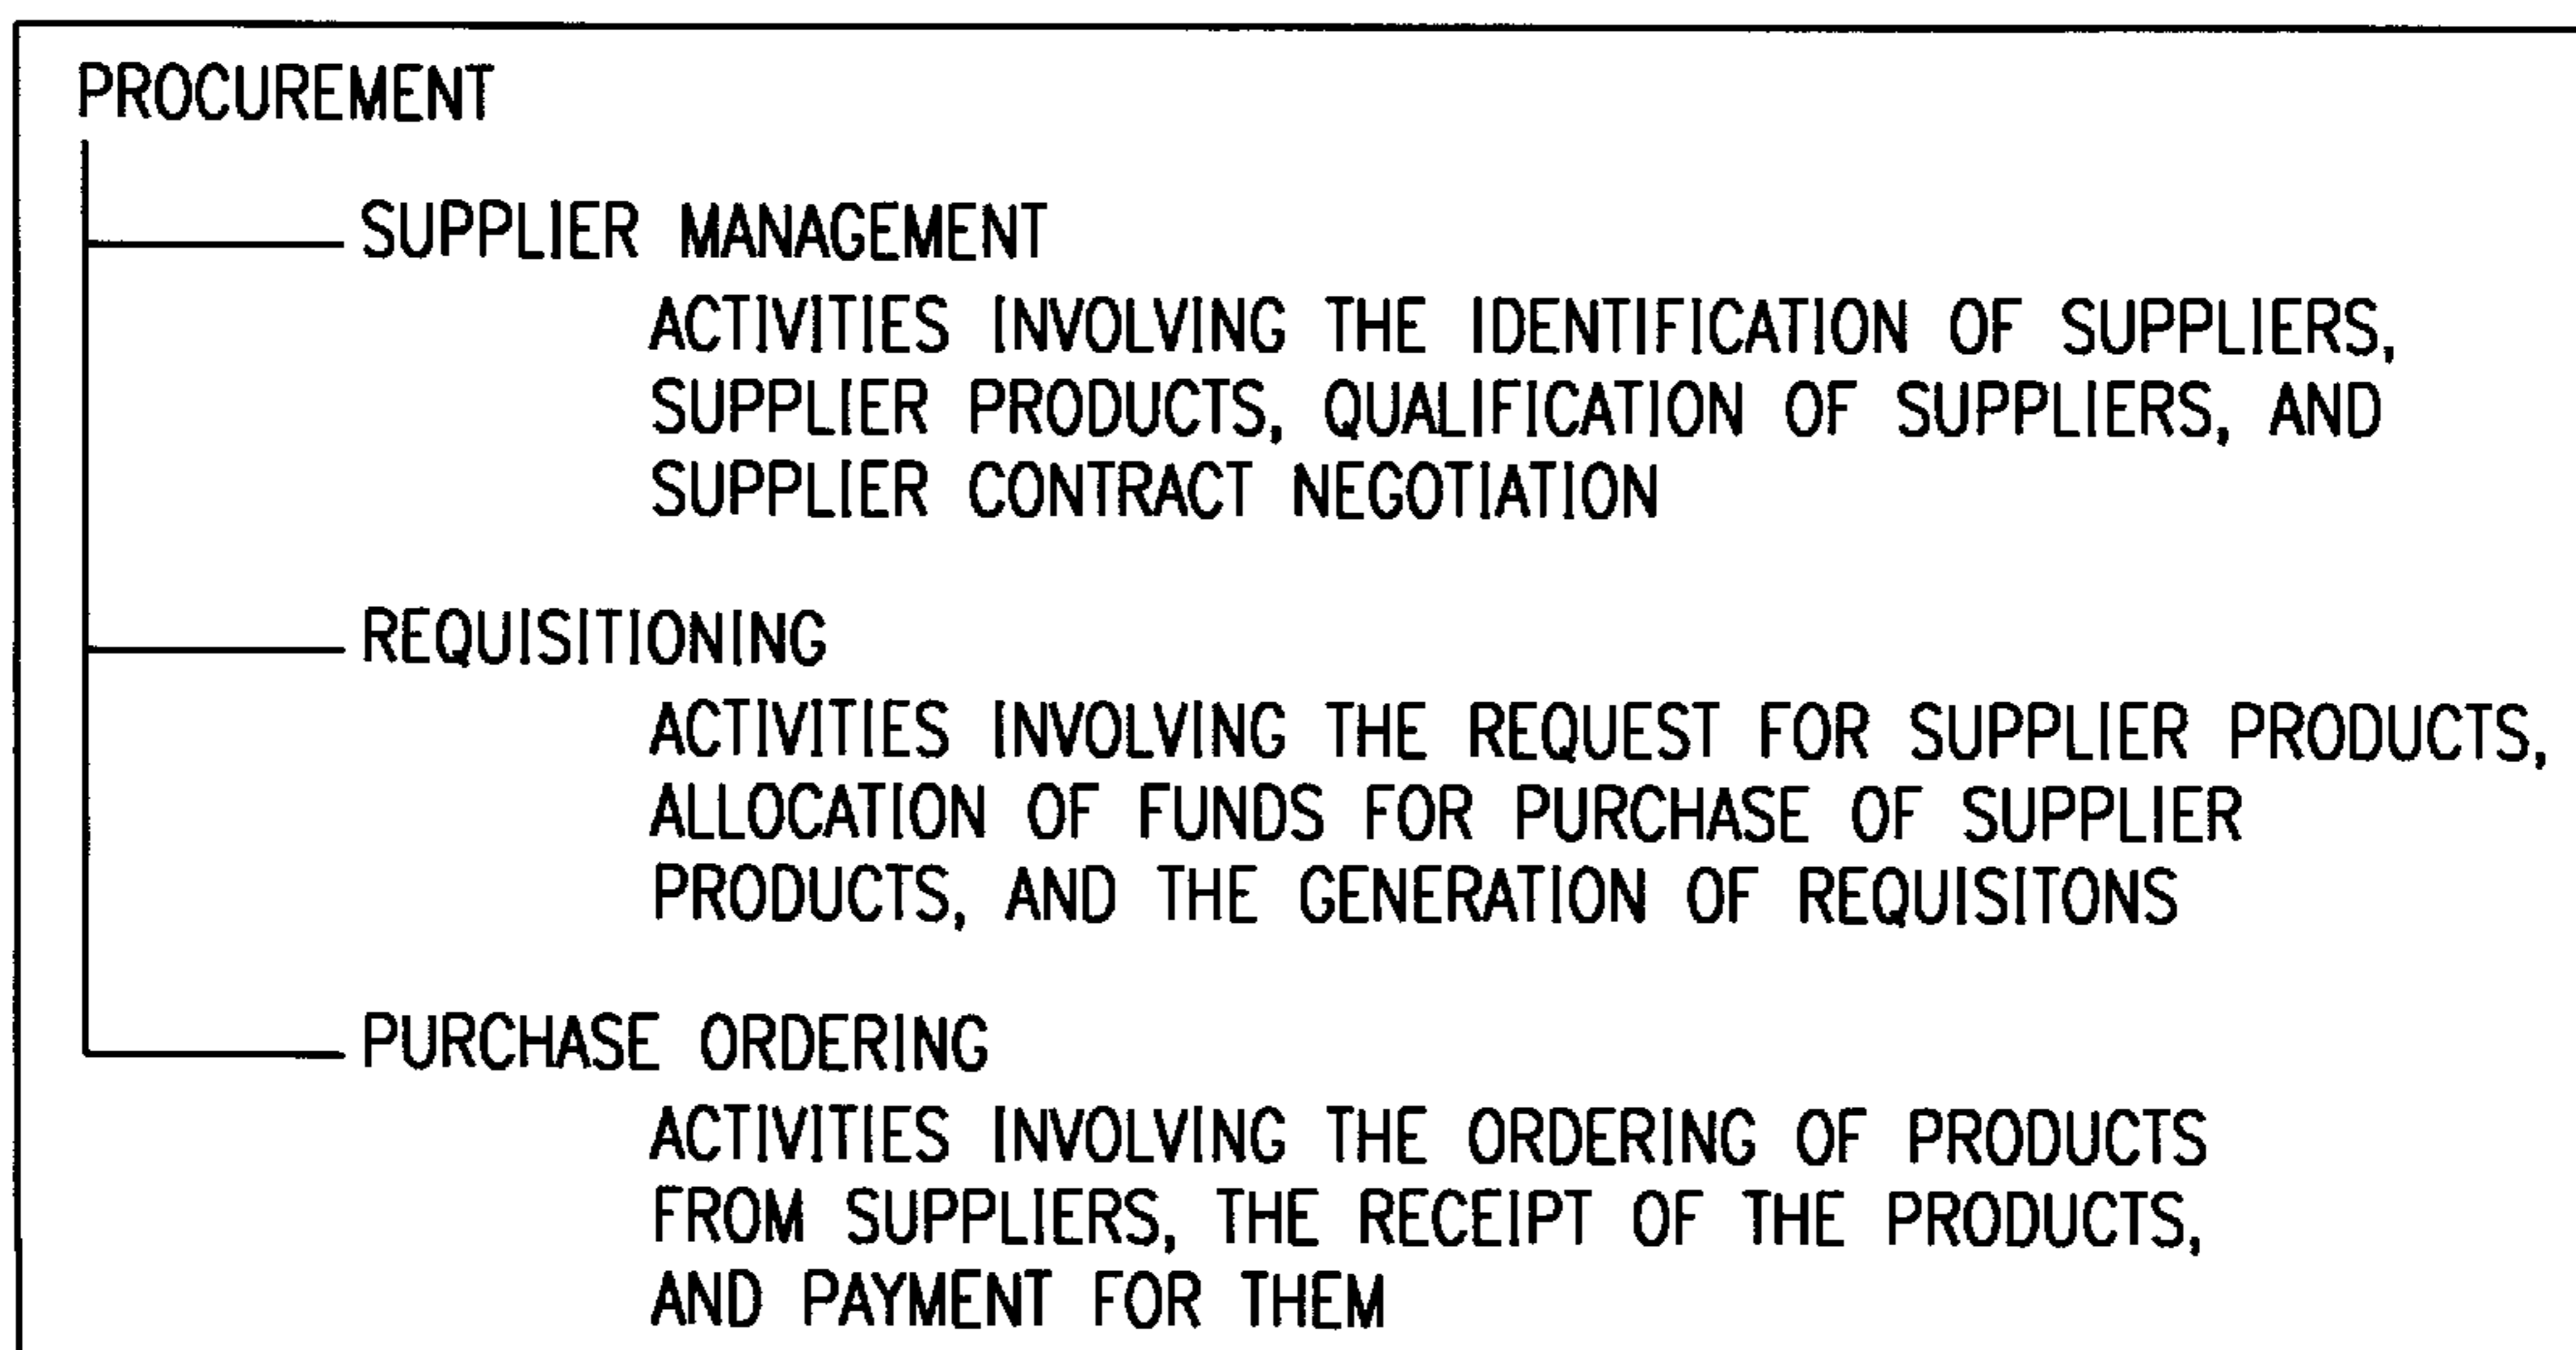 PROCUREMENT
SUPPLIER MANAGEMENT
ACTIVITIES INVOLVING THE IDENTIFICATION OF SUPPLIERS,
SUPPLIER PRODUCTS, QUALIFICATION OF SUPPLIERS, AND
SUPPLIER CONTRACT NEGOTIATION
REQUISITIONING
ACTIVITIES INVOLVING THE REQUEST FOR SUPPLIER PRODUCTS,
ALLOCATION OF FUNDS FOR PURCHASE OF SUPPLIER
PRODUCTS, AND THE GENERATION OF REQUISITONS
PURCHASE ORDERING
ACTIVITIES INVOLVING THE ORDERING OF PRODUCTS
FROM SUPPLIERS, THE RECEIPT OF THE PRODUCTS,
AND PAYMENT FOR THEM